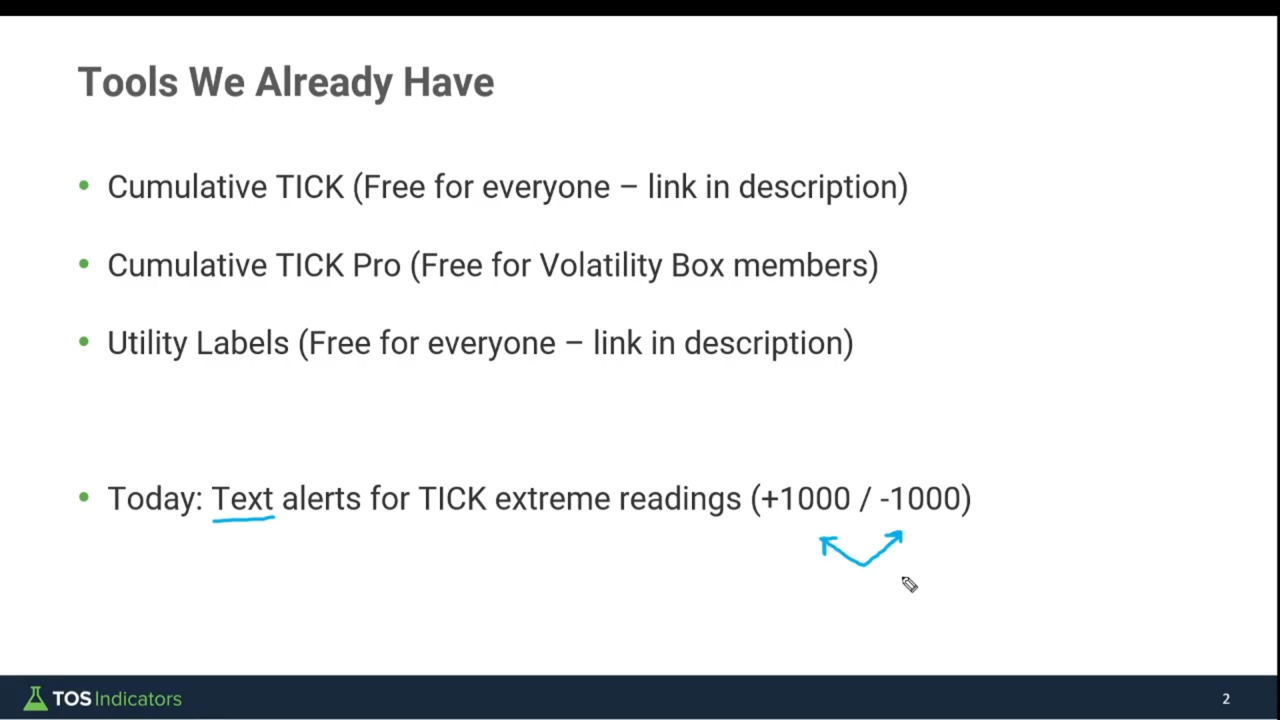 Tools We Already Have
• Cumulative TICK (Free for everyone – link in description)
• Cumulative TICK Pro (Free for Volatility Box members)
• Utility Labels (Free for everyone – link in description)
• Today: Text alerts for TICK extreme readings (+1000 / -1000)
TOS Indicators
2